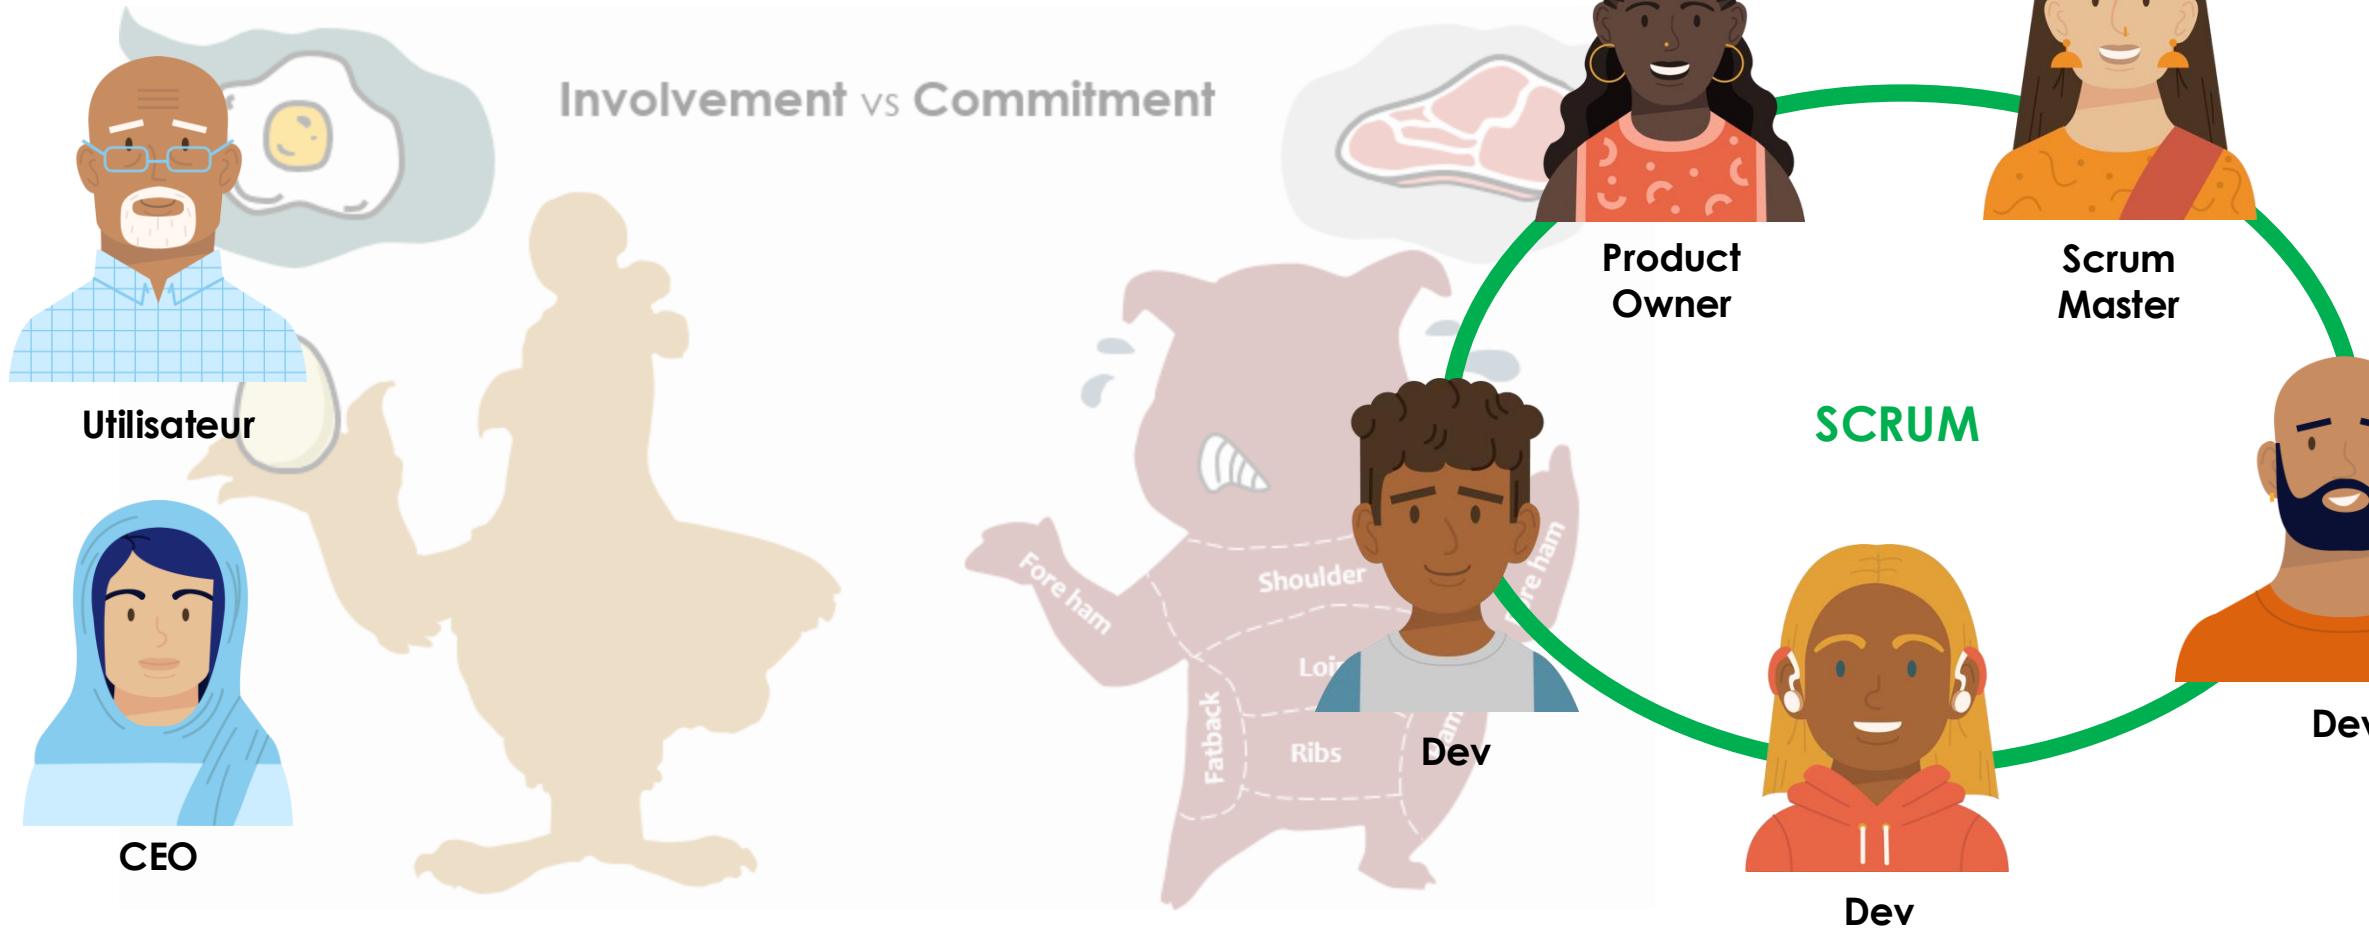 Involvement vs Commitment
Utilisateur
CEO
Product
Owner
Scrum
Master
SCRUM
Fore ham
Shoulder
Fatback
Ribs
Dev
Dev